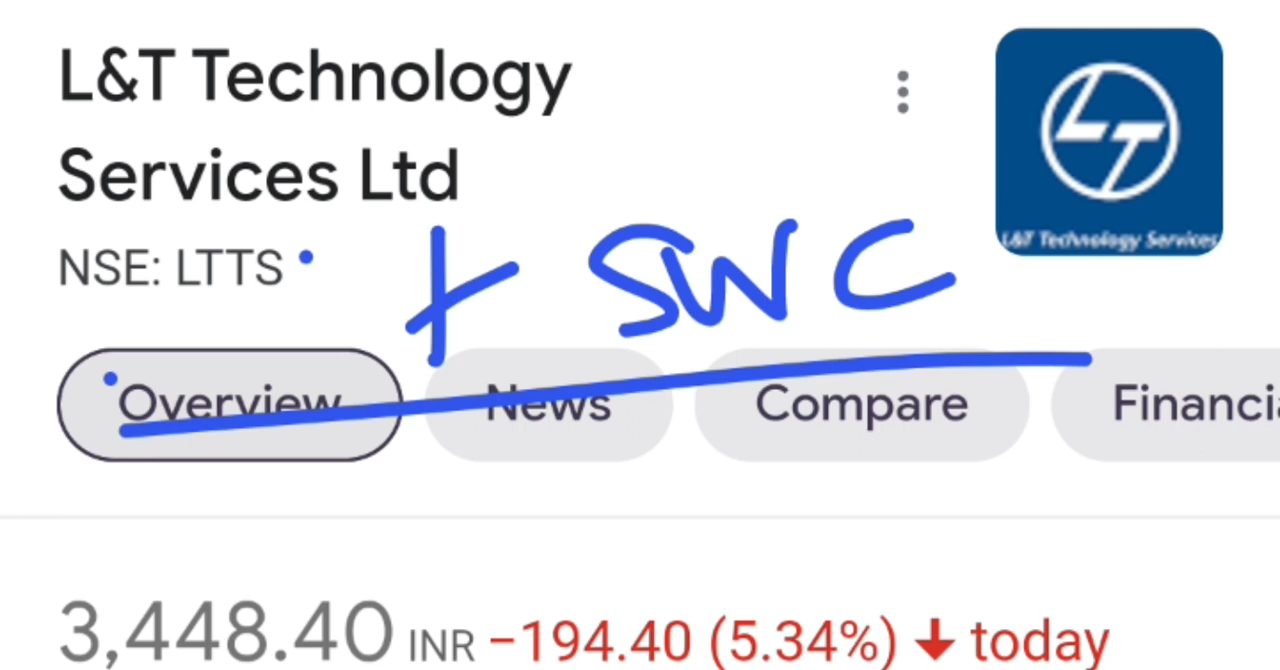 L&T Technology
Services Ltd
NSE: LTTS
+ SWC
L&T Technology Services
Overview News Compare Financia
3,448.40 INR −194.40 (5.34%) ↓ today